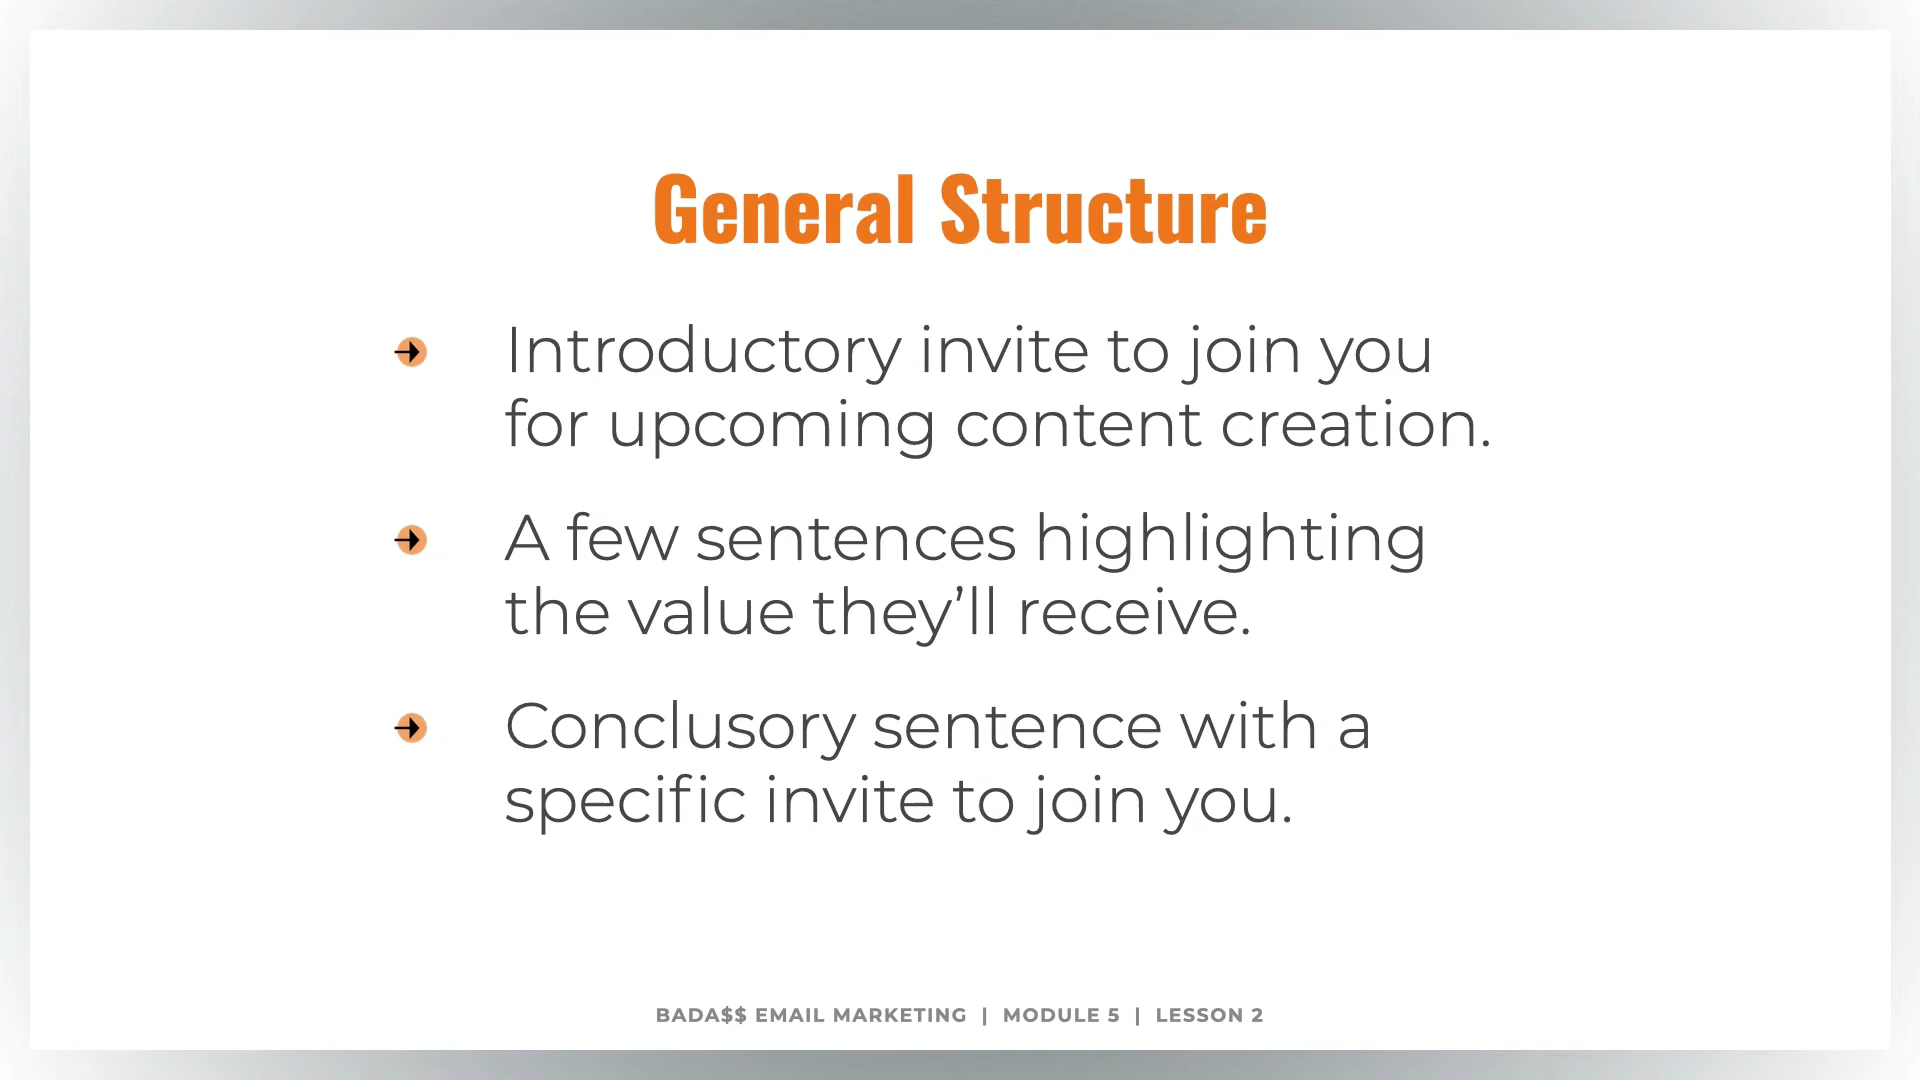 General Structure
Introductory invite to join you
for upcoming content creation.
A few sentences highlighting
the value they’ll receive.
Conclusory sentence with a
specific invite to join you.
BADA$$ EMAIL MARKETING | MODULE 5 | LESSON 2